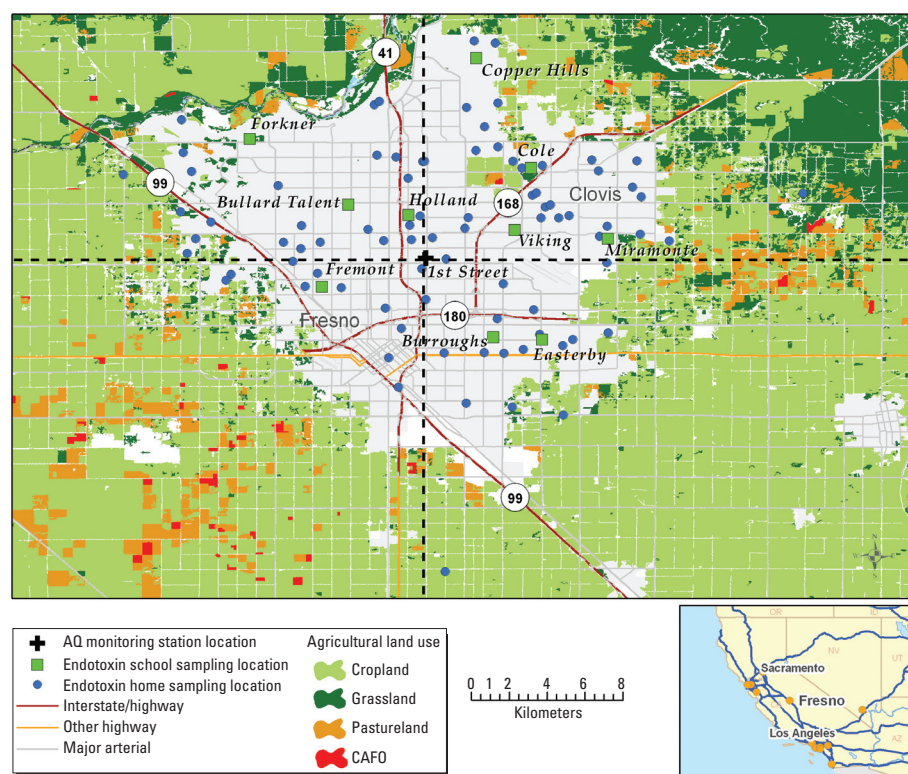 41
Copper Hills
Forkner
Cole
99
Clovis
Bullard Talent
Holland
168
Viking
Miramonte
Fremont
1st Street
Fresno
180
Burroughs
Easterby
99
AQ monitoring station location
Endotoxin school sampling location
Endotoxin home sampling location
Interstate/highway
Other highway
Major arterial
Agricultural land use
Cropland
Grassland
Pastureland
CAFO
0 1 2 4 6 8
Kilometers
OR
ID
NV
UT
Sacramento
Fresno
Los Angeles
AZ